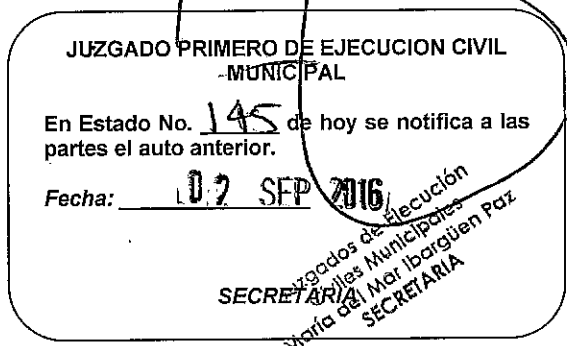 JUZGADO PRIMERO DE EJECUCION CIVIL
MUNICIPAL
En Estado No. 145 de hoy se notifica a las
partes el auto anterior.
Fecha: 02 SEP 2016
SECRETARIA
Juzgados de Ejecución
Civiles Municipales
María del Mar Ibargüen Paz
SECRETARIA